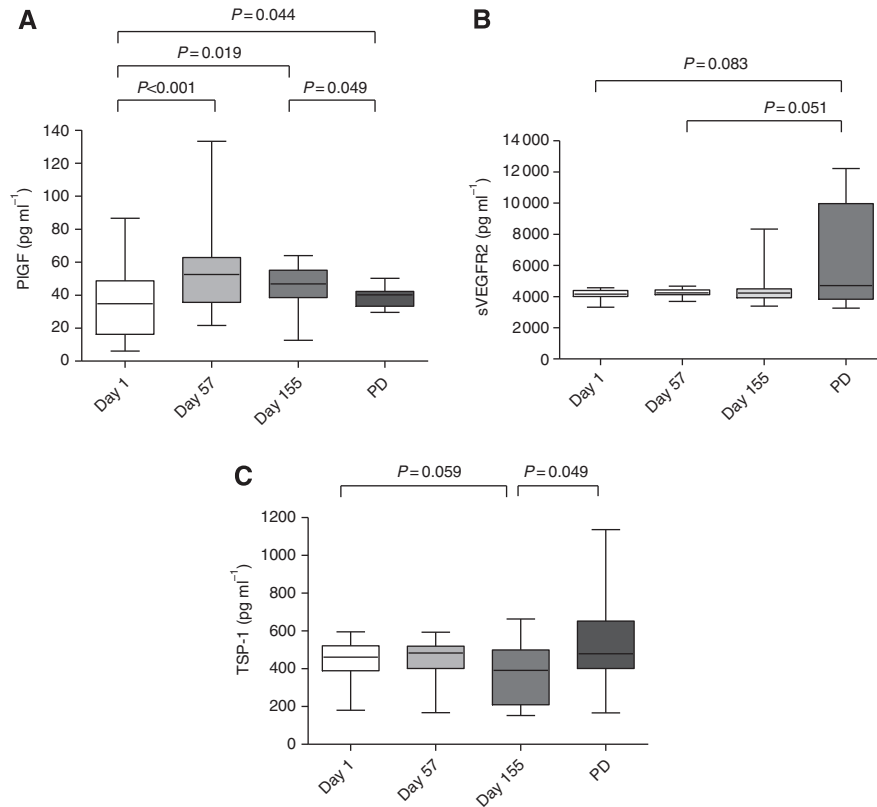 A
P=0.044
P=0.019
P<0.001
P=0.049
PlGF (pg ml⁻¹)
140
120
100
80
60
40
20
0
Day 1
Day 57
Day 155
PD
B
P=0.083
P=0.051
sVEGFR2 (pg ml⁻¹)
14 000
12 000
10 000
8000
6000
4000
2000
0
Day 1
Day 57
Day 155
PD
C
P=0.059
P=0.049
TSP-1 (pg ml⁻¹)
1200
1000
800
600
400
200
0
Day 1
Day 57
Day 155
PD